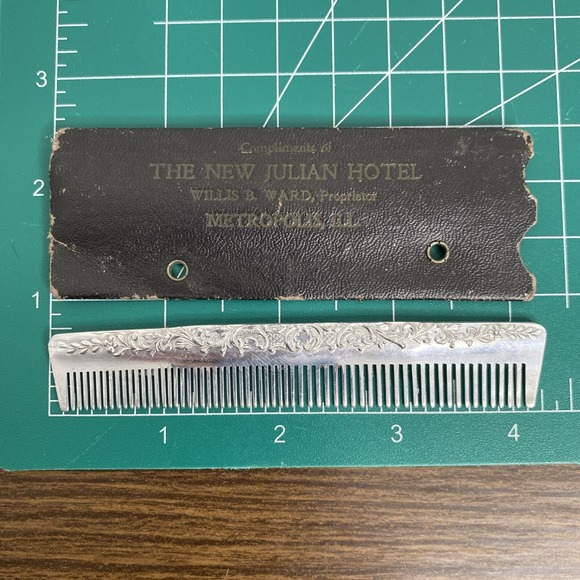 Compliments of
THE NEW JULIAN HOTEL
WILLIS B. WARD, Proprietor
METROPOLIS, ILL.
3
2
1
1 2 3 4